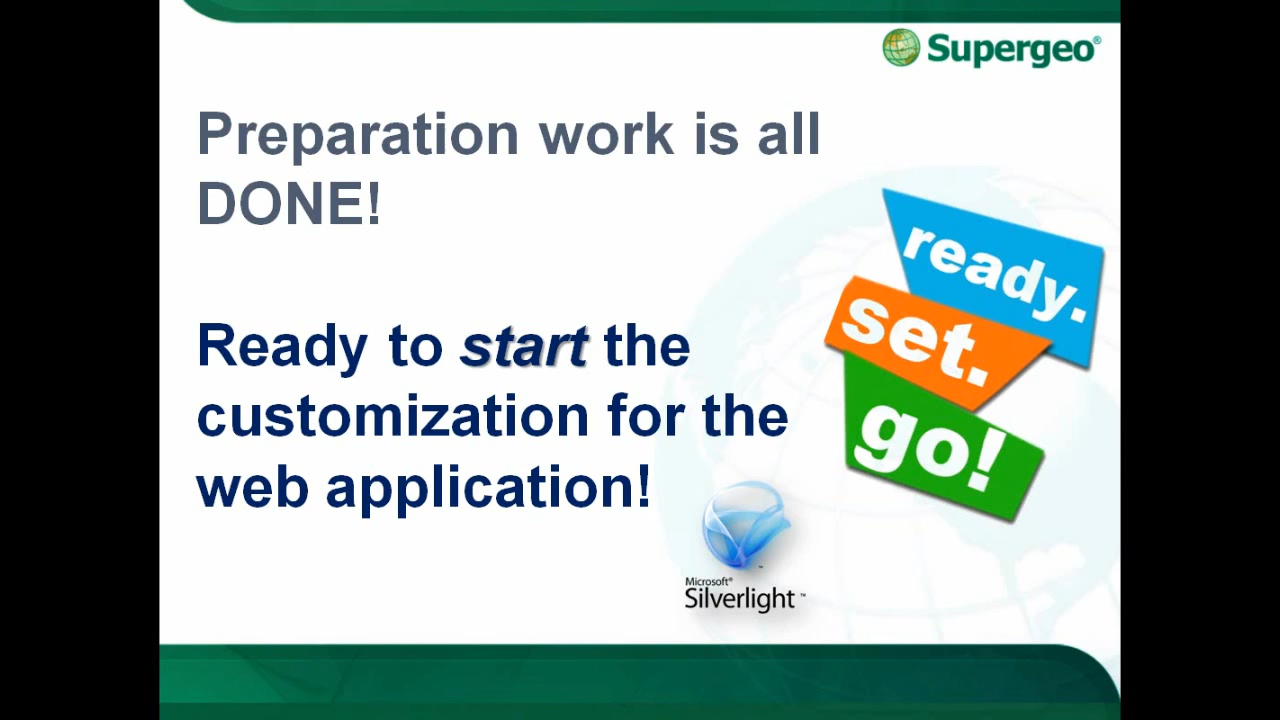 Supergeo®
Preparation work is all
DONE!
Ready to start the
customization for the
web application!
ready.
set.
go!
Microsoft®
Silverlight™